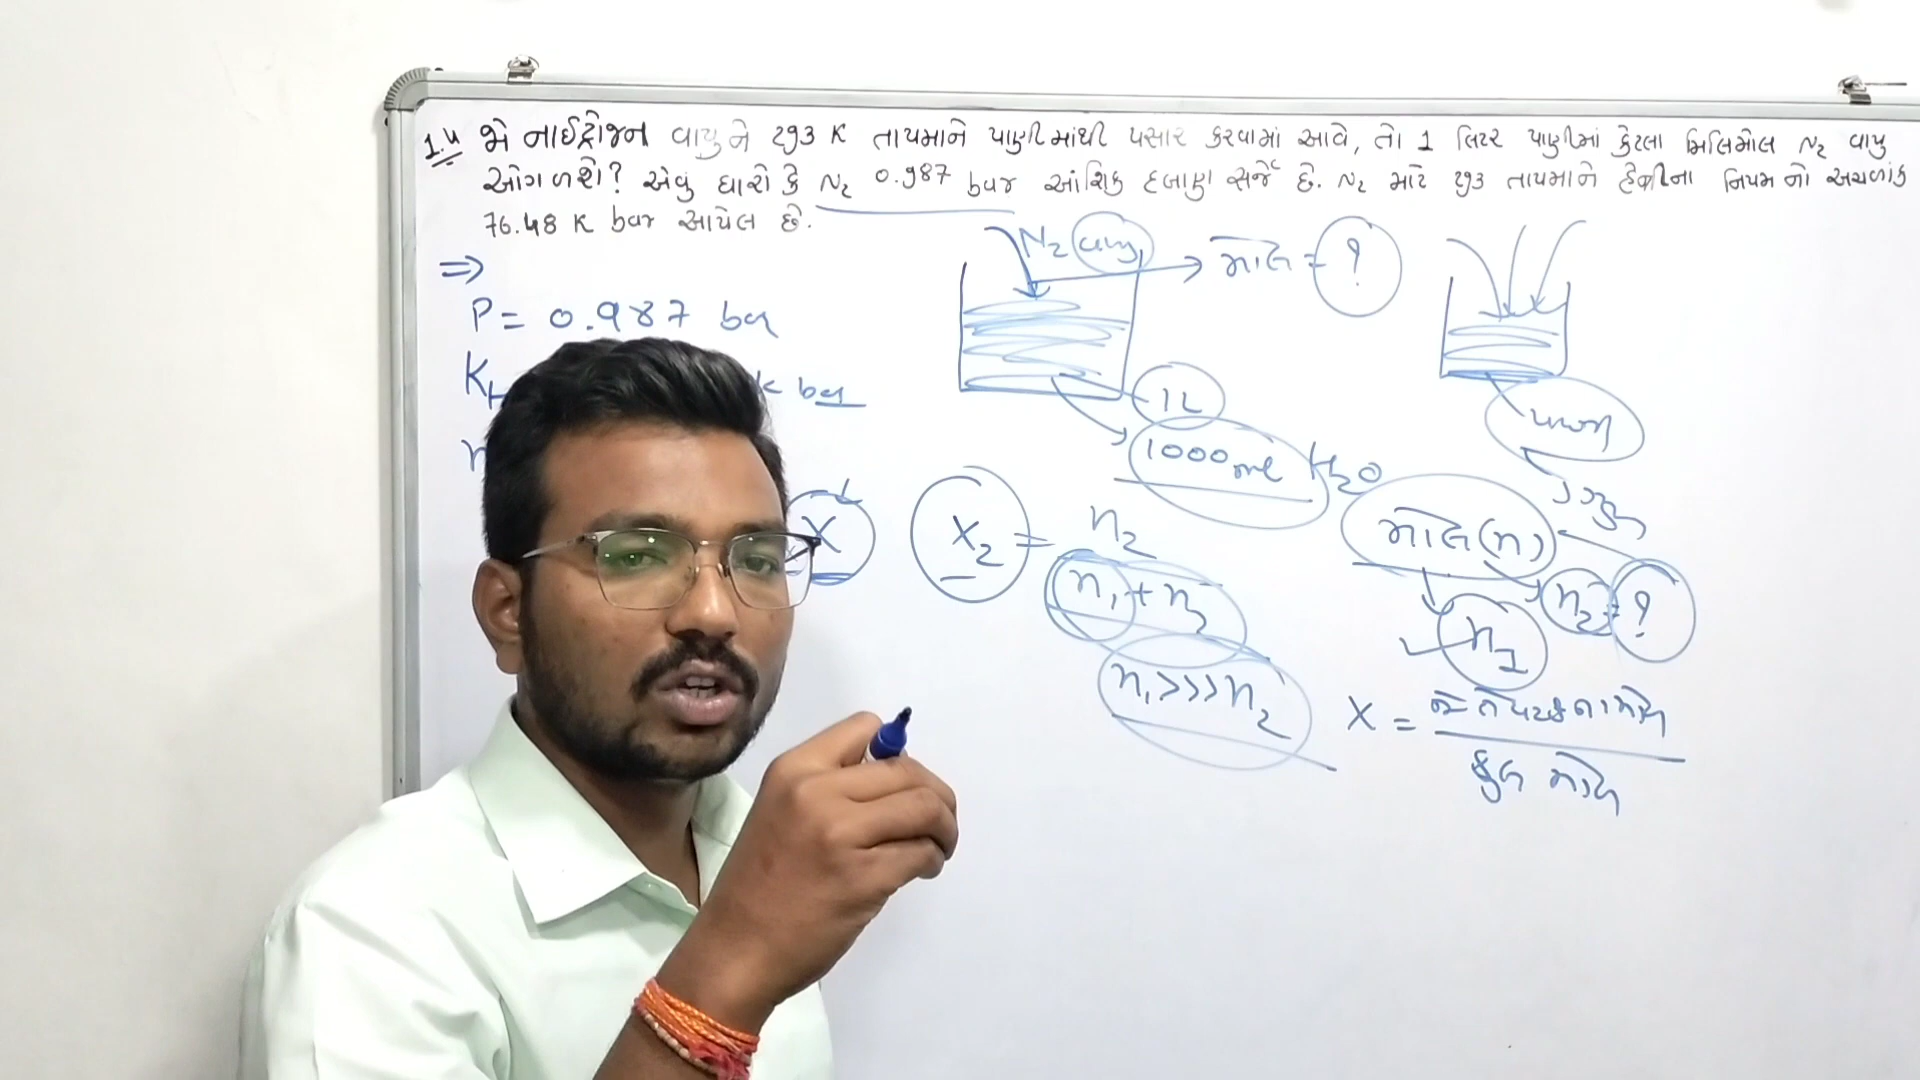 1.4 જો નાઈટ્રોજન વાયુ ને 293 K તાપમાને પાણીમાંથી પસાર કરવામાં આવે, તો 1 લિટર પાણીમાં કેટલા મિલિમોલ N₂ વાયુ
ઓગળશે? એવું ધારો કે N₂ 0.987 bar આંશિક દબાણ સર્જે છે. N₂ માટે 293 તાપમાને હેન્રીના નિયમ નો અચળાંક
76.48 K bar આપેલ છે.
⇒
N₂ વાયુ → મોલ = ?
P = 0.987 bar
K bar
1L
1000 ml H₂O
X
X₂ = n₂
n₁ + n₂
મોલ (n)
n₂ = ?
n₁
n₁ >>> n₂
X =
કુલ મોલ